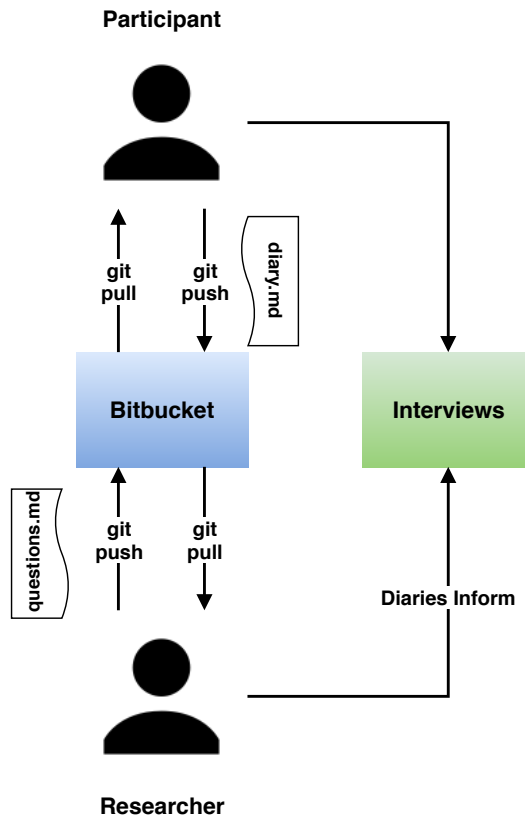 Participant
git
pull
git
push
diary.md
Bitbucket
Interviews
questions.md
git
push
git
pull
Diaries Inform
Researcher